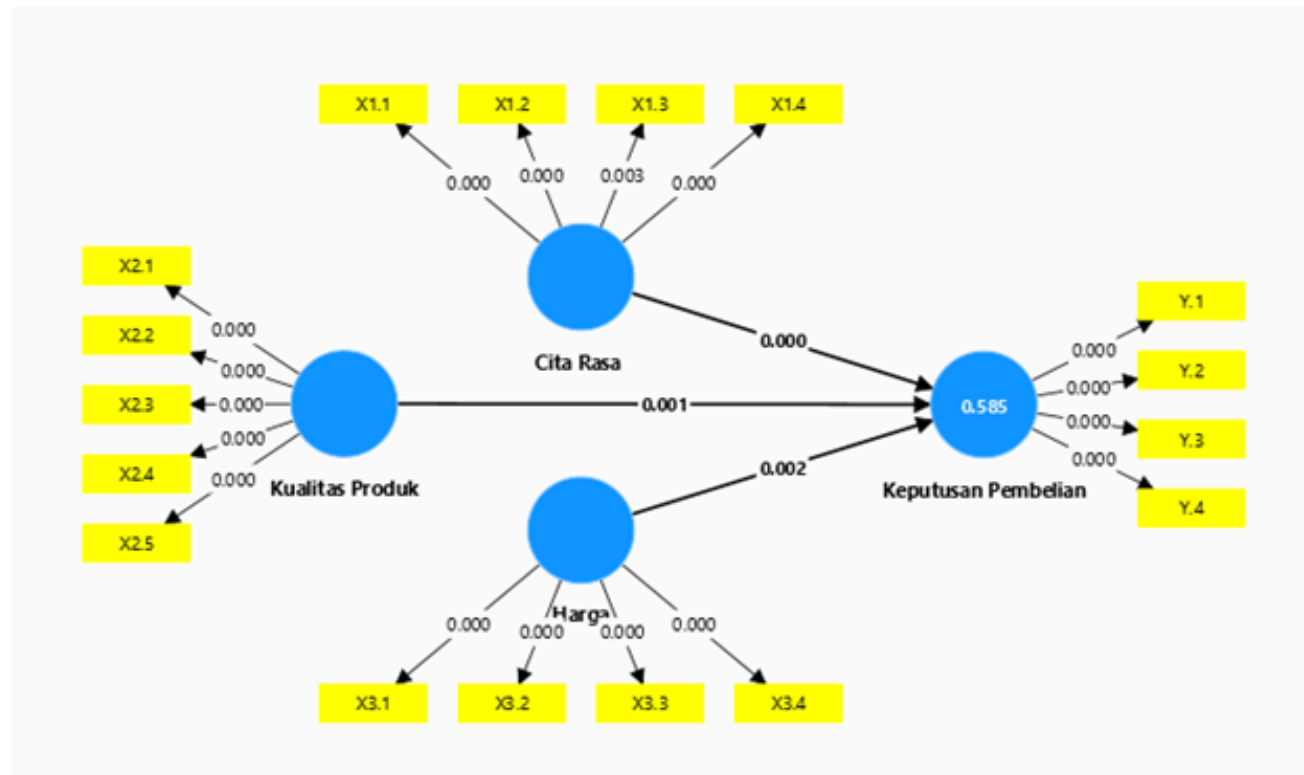 X1.1 X1.2 X1.3 X1.4
0.000 0.000 0.003 0.000
Cita Rasa
X2.1
X2.2
X2.3
X2.4
X2.5
0.000
0.000
0.000
0.000
0.000
Kualitas Produk
0.000
0.001
0.002
0.585
Keputusan Pembelian
Y.1
Y.2
Y.3
Y.4
0.000
0.000
0.000
0.000
Harga
0.000 0.000 0.000 0.000
X3.1 X3.2 X3.3 X3.4